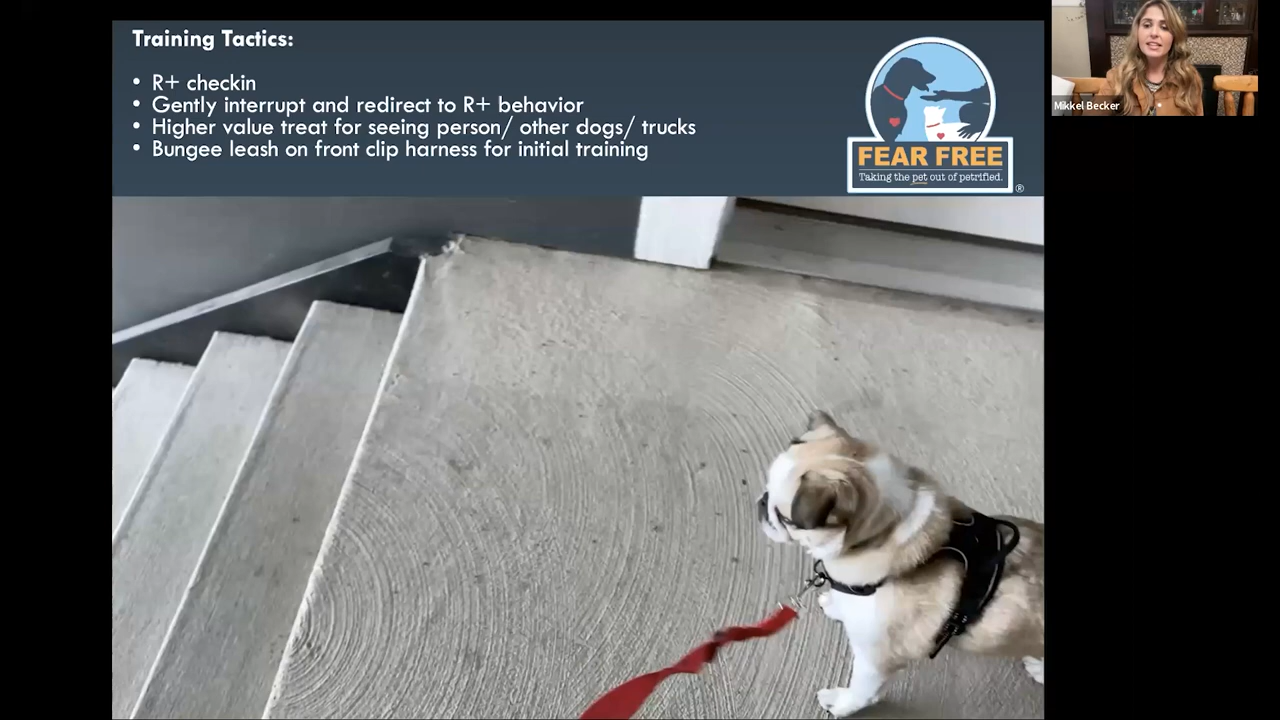 Training Tactics:
• R+ checkin
• Gently interrupt and redirect to R+ behavior
• Higher value treat for seeing person/ other dogs/ trucks
• Bungee leash on front clip harness for initial training
FEAR FREE
Taking the pet out of petrified.
®
Mikkel Becker